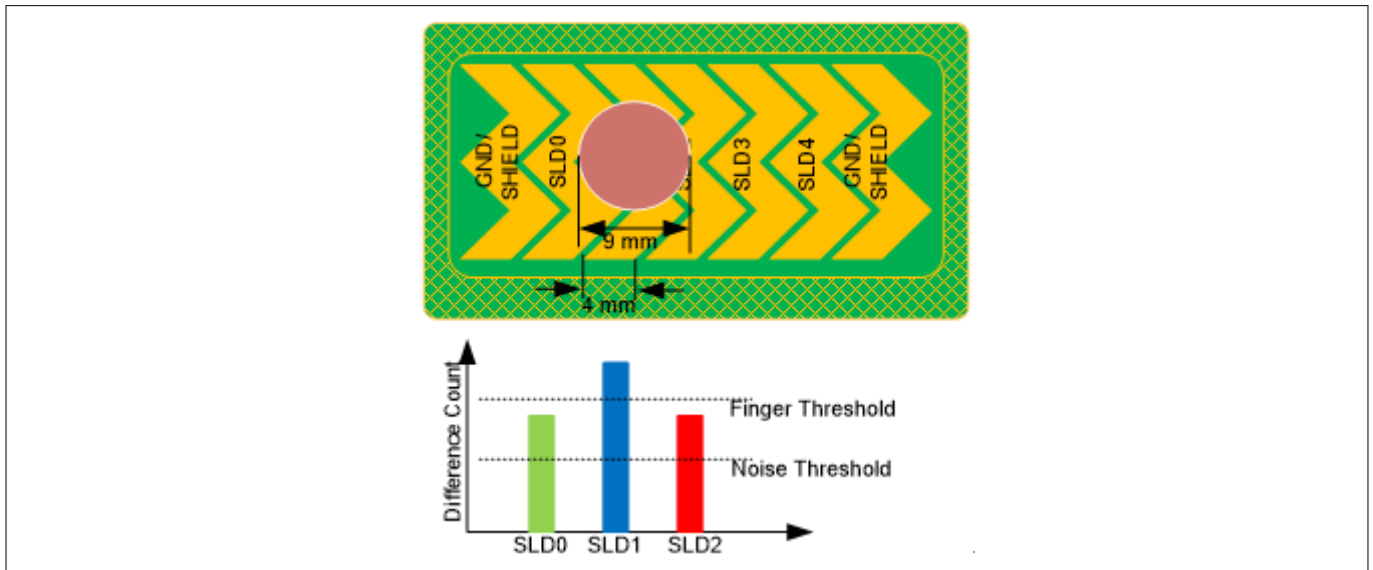 GND/
SHIELD
SLD0
SLD3
SLD4
GND/
SHIELD
9 mm
4 mm
Difference Count
Finger Threshold
Noise Threshold
SLD0
SLD1
SLD2